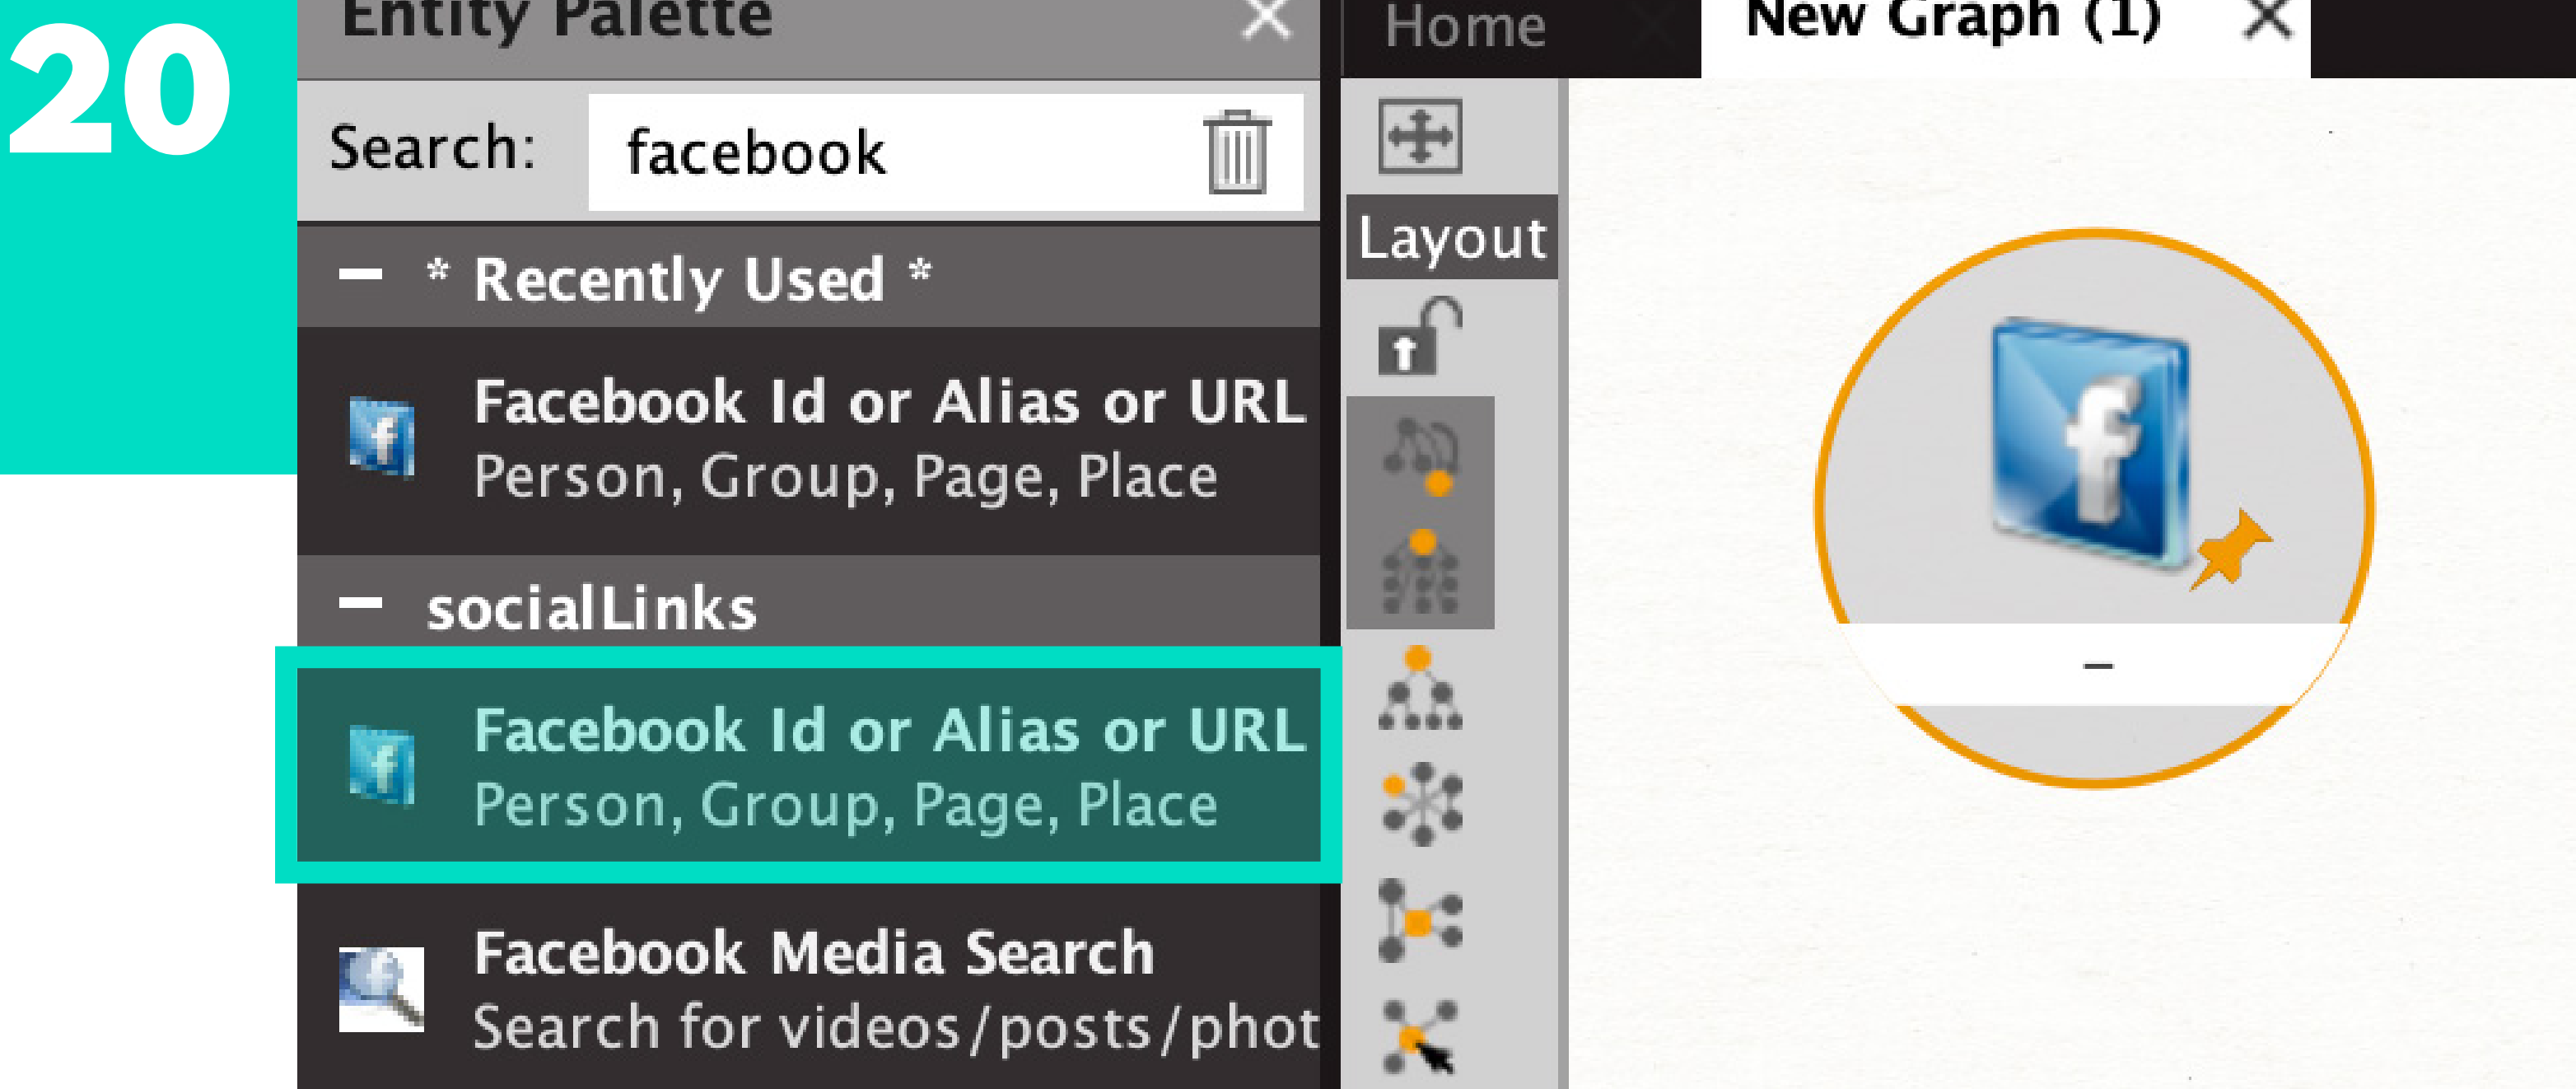 20
Entity Palette
Search: facebook
* Recently Used *
Facebook Id or Alias or URL
Person, Group, Page, Place
socialLinks
Facebook Id or Alias or URL
Person, Group, Page, Place
Facebook Media Search
Search for videos/posts/phot
Home
New Graph (1)
Layout